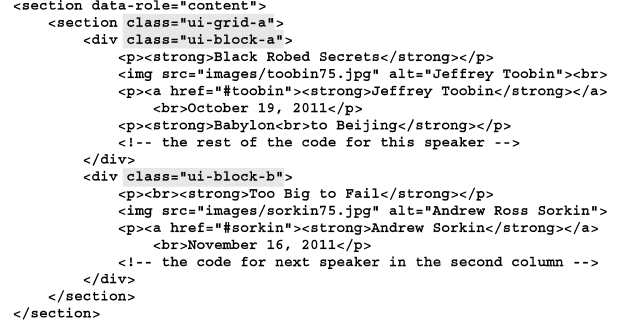 <section data-role="content">
    <section class="ui-grid-a">
        <div class="ui-block-a">
            <p><strong>Black Robed Secrets</strong></p>
            <img src="images/toobin75.jpg" alt="Jeffrey Toobin"><br>
            <p><a href="#toobin"><strong>Jeffrey Toobin</strong></a>
                <br>October 19, 2011</p>
            <p><strong>Babylon<br>to Beijing</strong></p>
            <!-- the rest of the code for this speaker -->
        </div>
        <div class="ui-block-b">
            <p><br><strong>Too Big to Fail</strong></p>
            <img src="images/sorkin75.jpg" alt="Andrew Ross Sorkin">
            <p><a href="#sorkin"><strong>Andrew Sorkin</strong></a>
                <br>November 16, 2011</p>
            <!-- the code for next speaker in the second column -->
        </div>
    </section>
</section>